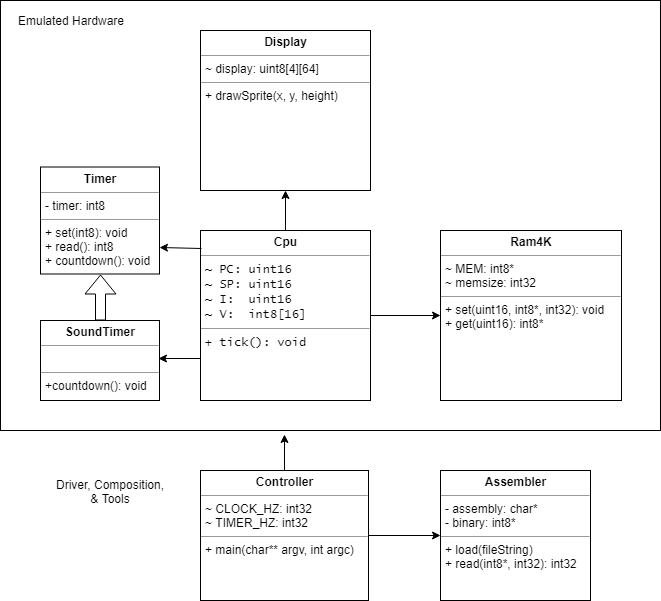 Emulated Hardware
Display
~ display: uint8[4][64]
+ drawSprite(x, y, height)
Timer
- timer: int8
+ set(int8): void
+ read(): int8
+ countdown(): void
SoundTimer
+countdown(): void
Cpu
~ PC: uint16
~ SP: uint16
~ I:  uint16
~ V:  int8[16]
+ tick(): void
Ram4K
~ MEM: int8*
~ memsize: int32
+ set(uint16, int8*, int32): void
+ get(uint16): int8*
Driver, Composition,
& Tools
Controller
~ CLOCK_HZ: int32
~ TIMER_HZ: int32
+ main(char** argv, int argc)
Assembler
- assembly: char*
- binary: int8*
+ load(fileString)
+ read(int8*, int32): int32